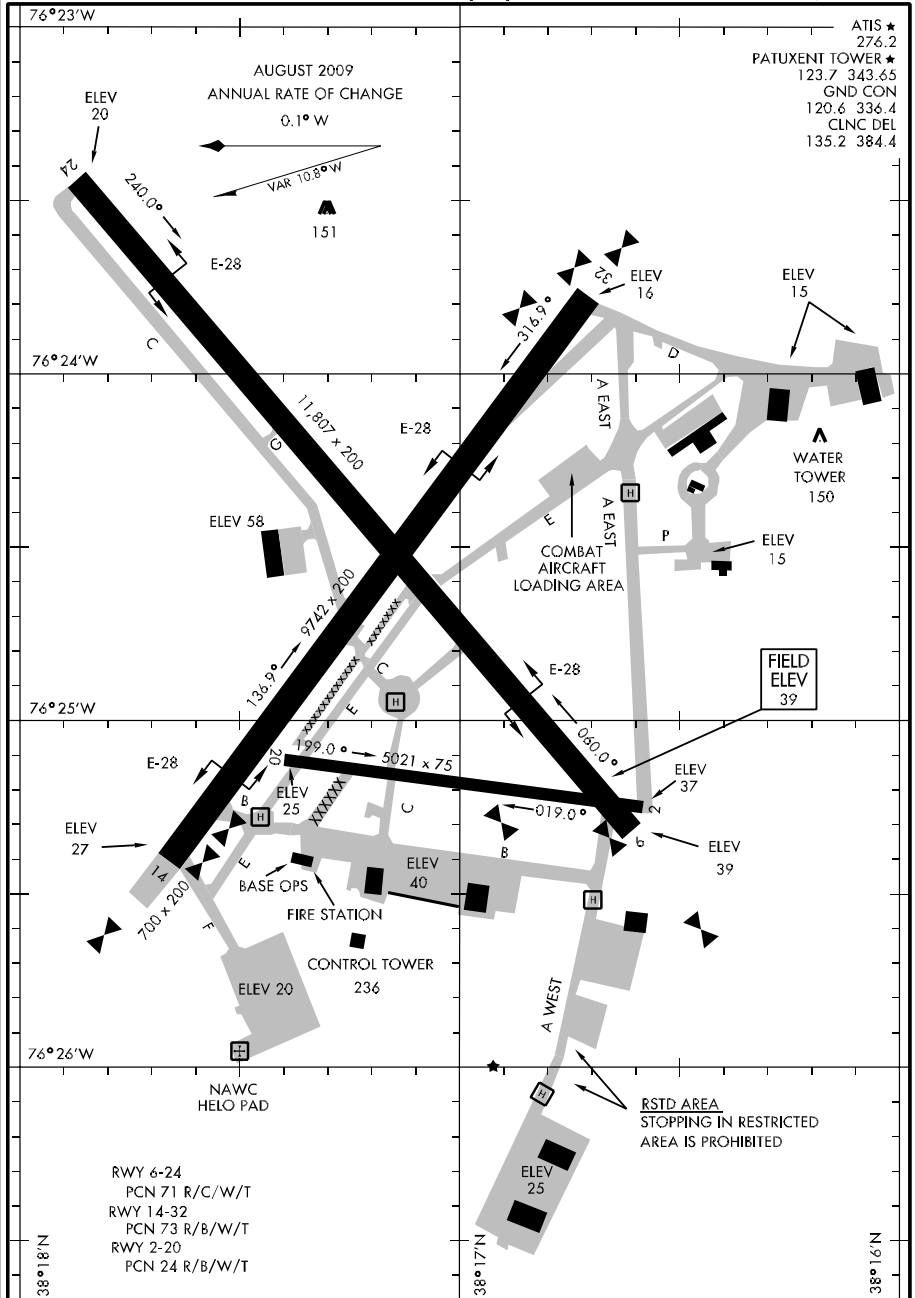 76°23'W
ATIS ★
276.2
PATUXENT TOWER ★
123.7 343.65
GND CON
120.6 336.4
CLNC DEL
135.2 384.4
AUGUST 2009
ANNUAL RATE OF CHANGE
0.1° W
VAR 10.8° W
151
ELEV
20
24
240.0°
E-28
C
32
ELEV
16
316.9°
ELEV
15
D
76°24'W
11,807 x 200
G
E-28
A EAST
WATER
TOWER
150
H
A EAST
ELEV 58
E
COMBAT
AIRCRAFT
LOADING AREA
P
ELEV
15
9742 x 200
136.9°
xxxxxxx
xxxxxxxxxxxxx
C
E
H
E-28
060.0°
FIELD
ELEV
39
76°25'W
199.0°
5021 x 75
20
E-28
B
ELEV
25
xxxxxx
C
019.0°
2
ELEV
37
6
ELEV
39
H
ELEV
27
14
700 x 200
E
F
BASE OPS
FIRE STATION
ELEV
40
B
H
CONTROL TOWER
236
ELEV 20
A WEST
76°26'W
NAWC
HELO PAD
H
RSTD AREA
STOPPING IN RESTRICTED
AREA IS PROHIBITED
ELEV
25
RWY 6-24
PCN 71 R/C/W/T
RWY 14-32
PCN 73 R/B/W/T
RWY 2-20
PCN 24 R/B/W/T
38°18'N
38°17'N
38°16'N